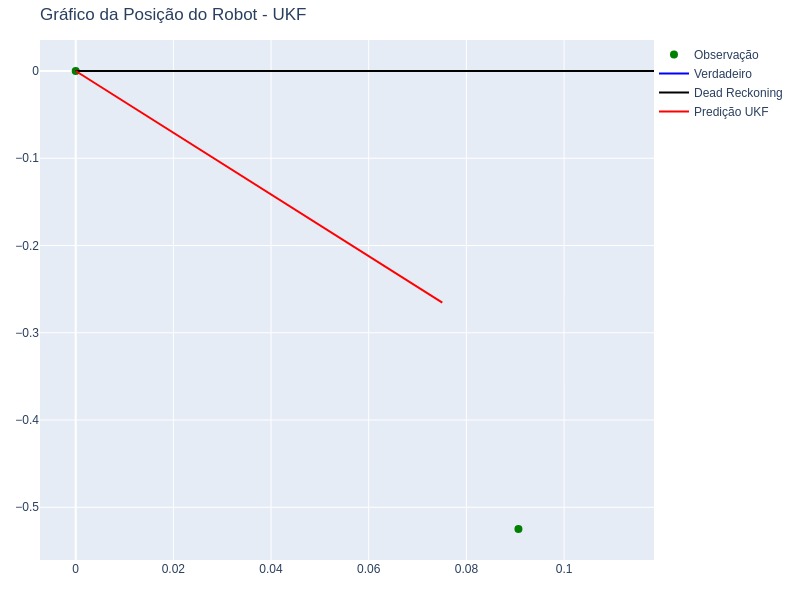 Gráfico da Posição do Robot - UKF
Observação
Verdadeiro
Dead Reckoning
Predição UKF
0
−0.1
−0.2
−0.3
−0.4
−0.5
0 0.02 0.04 0.06 0.08 0.1